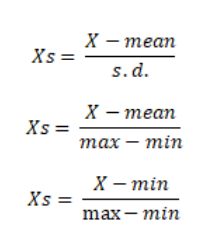 Xs = X − mean / s. d.
Xs = X − mean / max − min
Xs = X − min / max − min